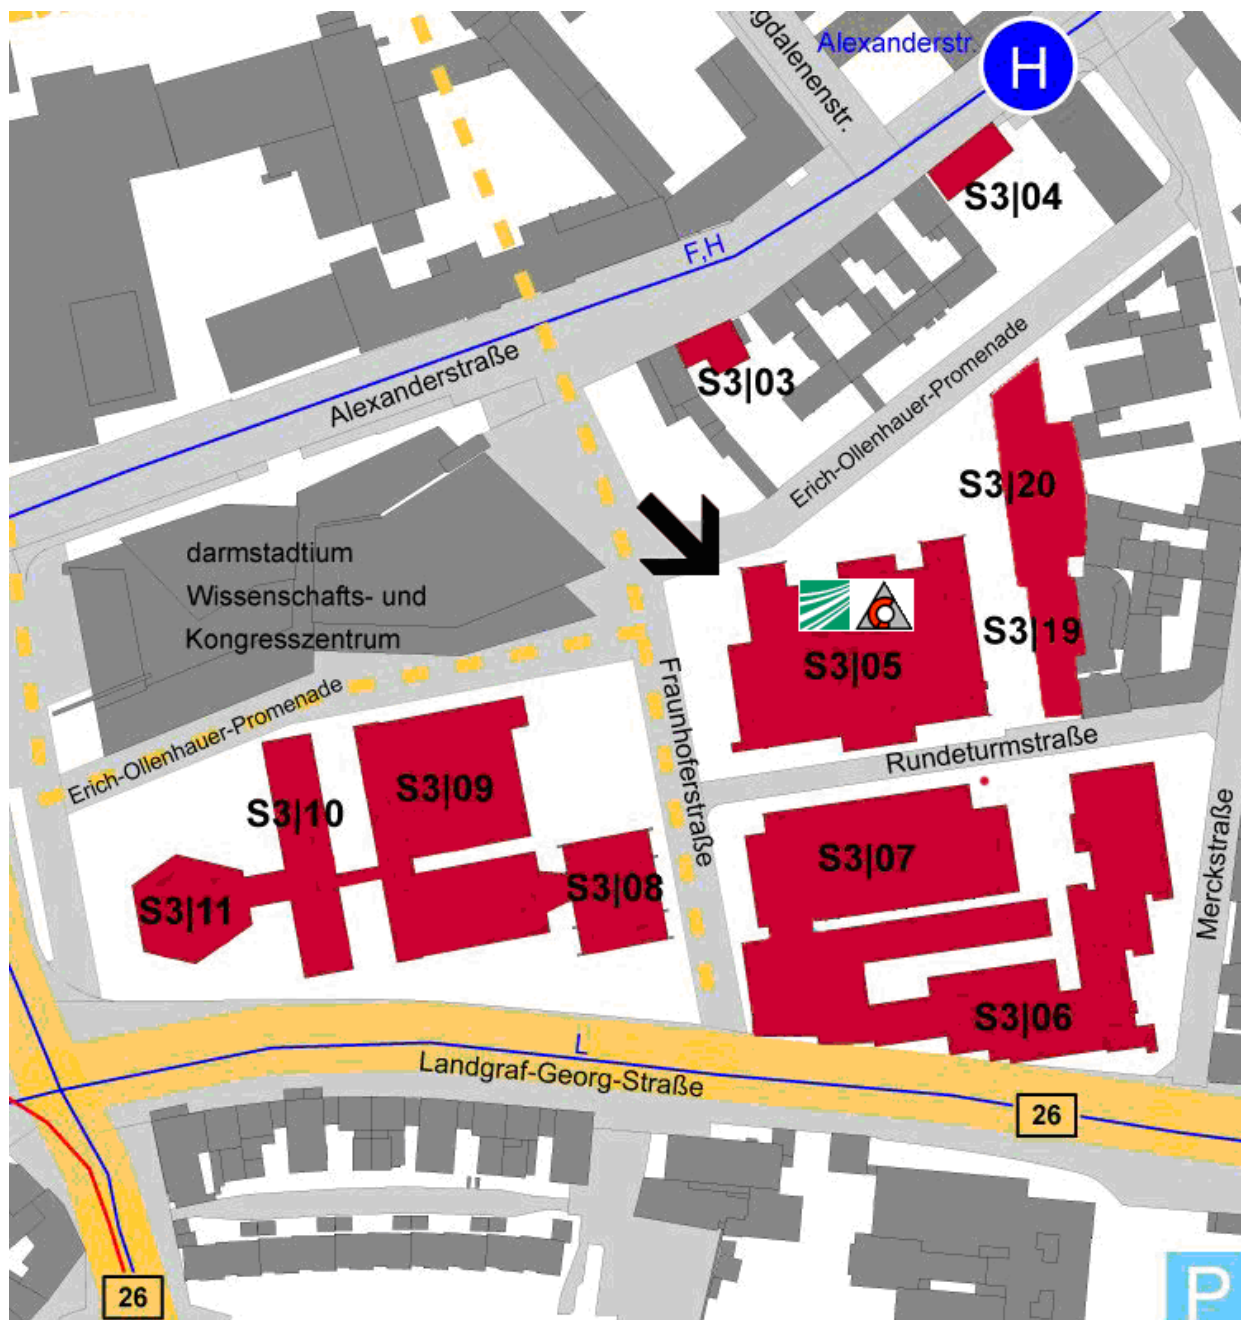 Alexanderstr.
H
gdalenenstr.
S3|04
F,H
Alexanderstraße
S3|03
Erich-Ollenhauer-Promenade
S3|20
darmstadtium
Wissenschafts- und
Kongresszentrum
S3|19
S3|05
Fraunhoferstraße
Erich-Ollenhauer-Promenade
Rundeturmstraße
S3|09
S3|10
S3|07
Merckstraße
S3|08
S3|11
S3|06
L
Landgraf-Georg-Straße
26
26
P